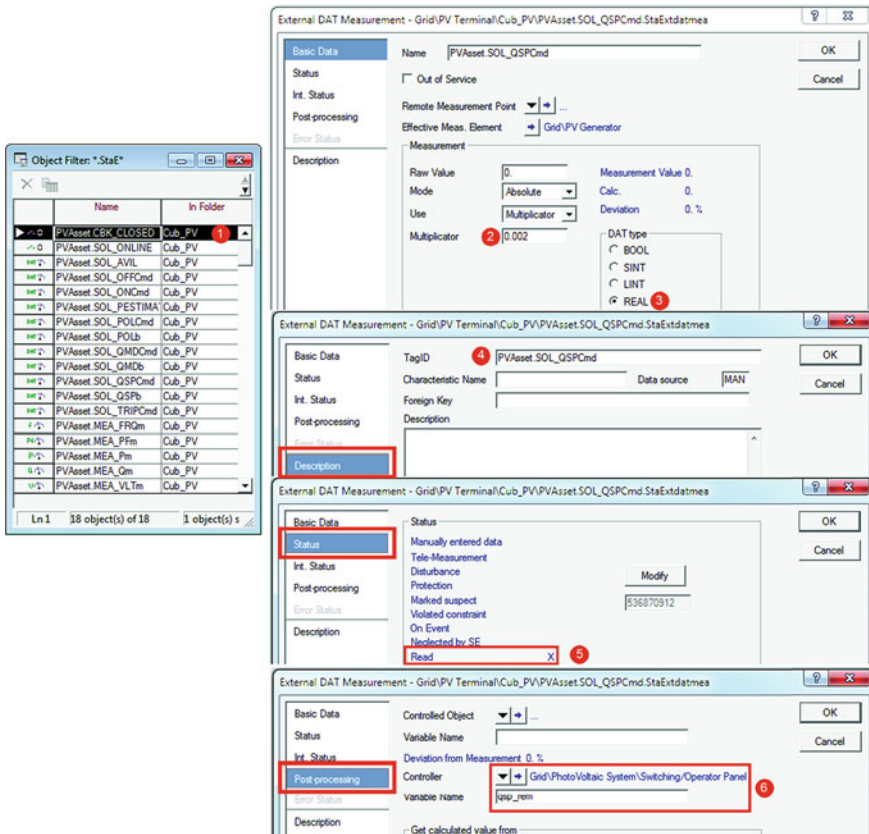 Object Filter: *.StaE*
Name In Folder
PVAsset.CBK_CLOSED Cub_PV 1
PVAsset.SOL_ONLINE Cub_PV
PVAsset.SOL_AVIL Cub_PV
PVAsset.SOL_OFFCmd Cub_PV
PVAsset.SOL_ONCmd Cub_PV
PVAsset.SOL_PESTIMA Cub_PV
PVAsset.SOL_POLCmd Cub_PV
PVAsset.SOL_POLb Cub_PV
PVAsset.SOL_QMDCmd Cub_PV
PVAsset.SOL_QMDb Cub_PV
PVAsset.SOL_QSPCmd Cub_PV
PVAsset.SOL_QSPb Cub_PV
PVAsset.SOL_TRIPCmd Cub_PV
PVAsset.MEA_FRQm Cub_PV
PVAsset.MEA_PFm Cub_PV
PVAsset.MEA_Pm Cub_PV
PVAsset.MEA_Qm Cub_PV
PVAsset.MEA_VLTm Cub_PV
Ln 1 18 object(s) of 18 1 object(s) s
External DAT Measurement - Grid\PV Terminal\Cub_PV\PVAsset.SOL_QSPCmd.StaExtdatmea
Basic Data
Status
Int. Status
Post-processing
Error Status
Description
Name PVAsset.SOL_QSPCmd
OK
Out of Service
Cancel
Remote Measurement Point ...
Effective Meas. Element Grid\PV Generator
Measurement
Raw Value 0. Measurement Value 0.
Mode Absolute Calc. 0.
Use Multiplicator Deviation 0. %
Multiplicator 2 0.002
DAT type
BOOL
SINT
LINT
REAL 3
External DAT Measurement - Grid\PV Terminal\Cub_PV\PVAsset.SOL_QSPCmd.StaExtdatmea
Basic Data
Status
Int. Status
Post-processing
Error Status
Description
TagID 4 PVAsset.SOL_QSPCmd
OK
Characteristic Name Data source MAN
Cancel
Foreign Key
Description
External DAT Measurement - Grid\PV Terminal\Cub_PV\PVAsset.SOL_QSPCmd.StaExtdatmea
Basic Data
Status
Int. Status
Post-processing
Error Status
Description
Status
OK
Cancel
Manually entered data
Tele-Measurement
Disturbance
Protection
Modify
Marked suspect
536870912
Violated constraint
On Event
Neglected by SE
Read X 5
External DAT Measurement - Grid\PV Terminal\Cub_PV\PVAsset.SOL_QSPCmd.StaExtdatmea
Basic Data
Status
Int. Status
Post-processing
Error Status
Description
Controlled Object ...
OK
Variable Name
Cancel
Deviation from Measurement 0. %
Controller Grid\PhotoVoltaic System\Switching/Operator Panel
6
Variable Name qsp_rem
Get calculated value from